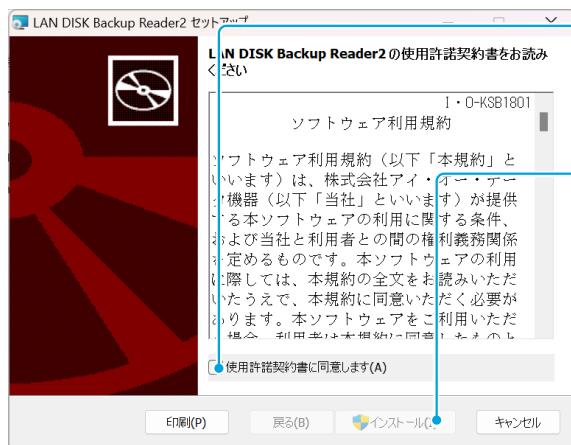 LAN DISK Backup Reader2 セットアップ
LAN DISK Backup Reader2 の使用許諾契約書をお読み
ください
I・O-KSB1801
ソフトウェア利用規約
ソフトウェア利用規約（以下「本規約」と
いいます）は、株式会社アイ・オー・デー
タ機器（以下「当社」といいます）が提供
する本ソフトウェアの利用に関する条件、
および当社と利用者との間の権利義務関係
を定めるものです。本ソフトウェアの利用
に際しては、本規約の全文をお読みいただ
いたうえで、本規約に同意いただく必要が
あります。本ソフトウェアをご利用いただ
使用許諾契約書に同意します(A)
印刷(P)
戻る(B)
インストール(I)
キャンセル